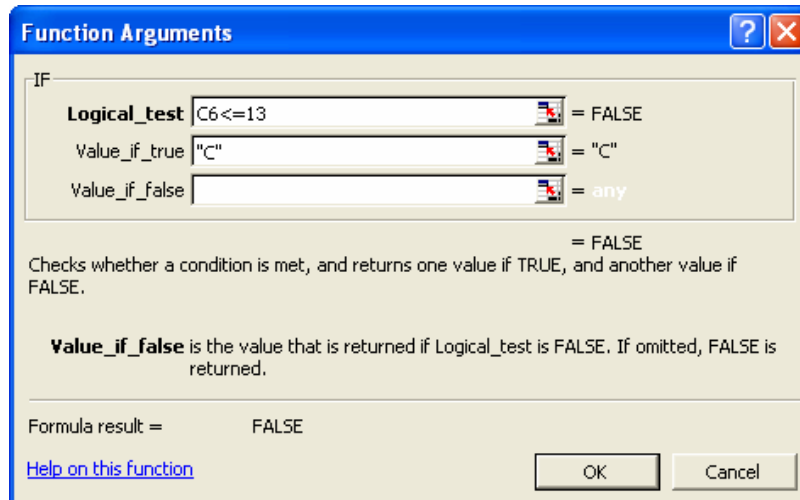 Function Arguments
IF
Logical_test C6<=13 = FALSE
Value_if_true "C" = "C"
Value_if_false = any
= FALSE
Checks whether a condition is met, and returns one value if TRUE, and another value if
FALSE.
Value_if_false is the value that is returned if Logical_test is FALSE. If omitted, FALSE is
returned.
Formula result = FALSE
Help on this function OK Cancel